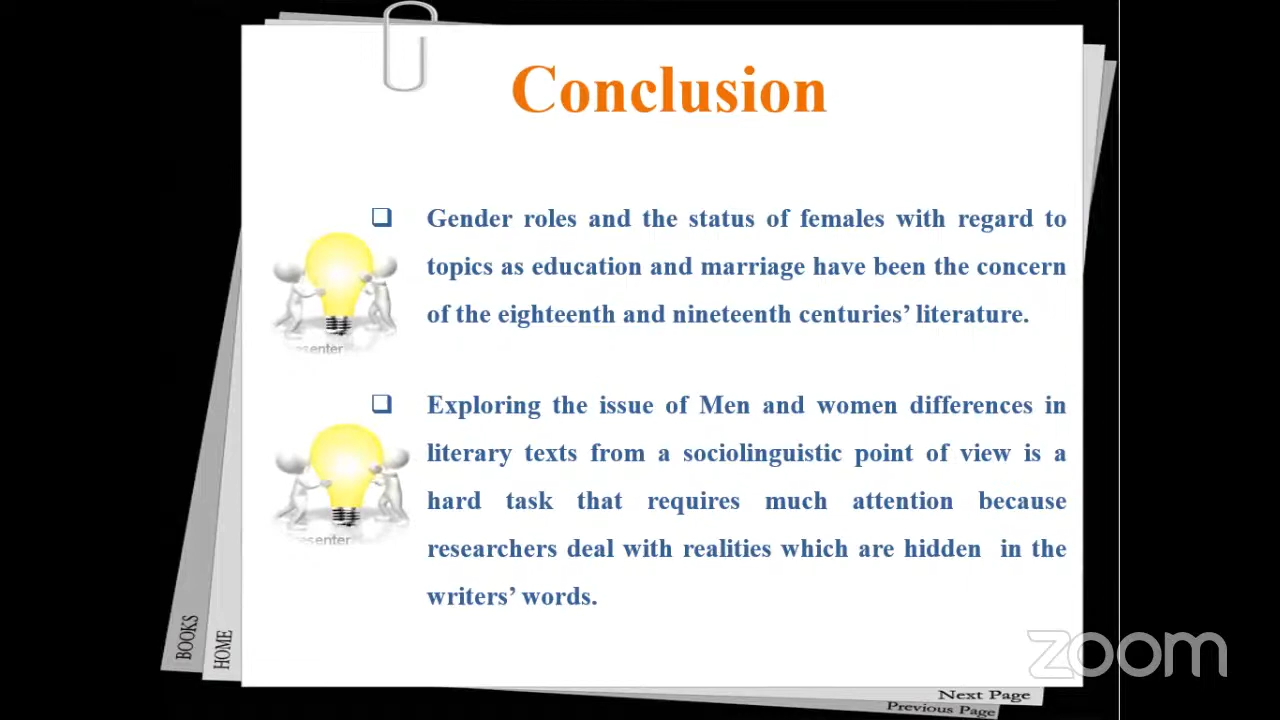 Conclusion
❑ Gender roles and the status of females with regard to
topics as education and marriage have been the concern
of the eighteenth and nineteenth centuries’ literature.
❑ Exploring the issue of Men and women differences in
literary texts from a sociolinguistic point of view is a
hard task that requires much attention because
researchers deal with realities which are hidden in the
writers’ words.
BOOKS
HOME
zoom
Next Page
Previous Page